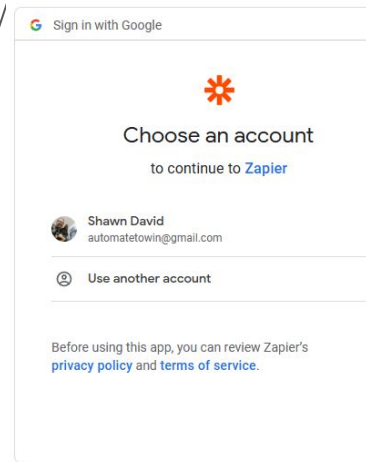 Sign in with Google
Choose an account
to continue to Zapier
Shawn David
automatetowin@gmail.com
Use another account
Before using this app, you can review Zapier's
privacy policy and terms of service.